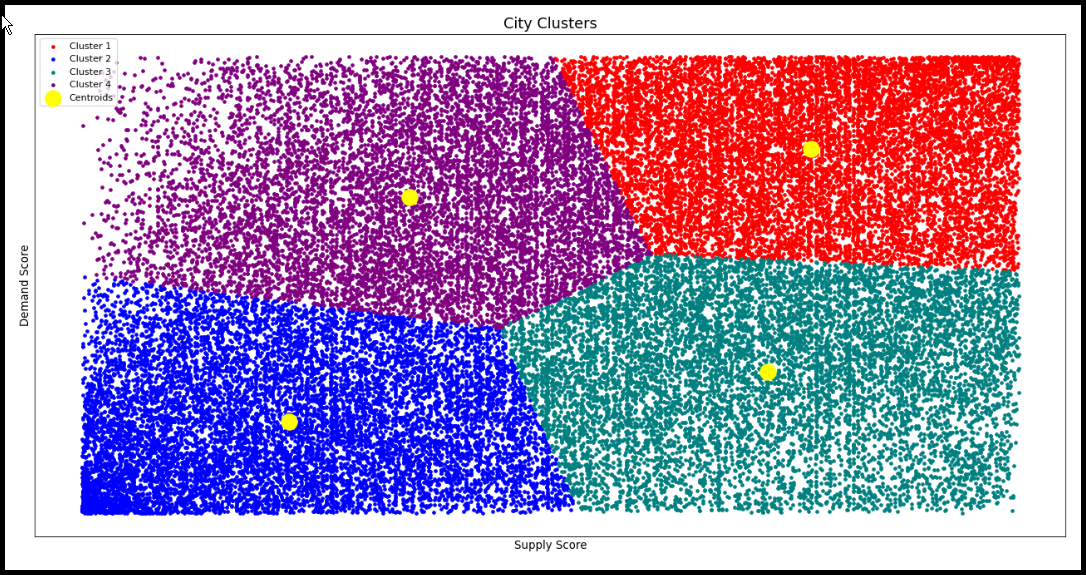 City Clusters
Cluster 1
Cluster 2
Cluster 3
Cluster 4
Centroids
Demand Score
Supply Score